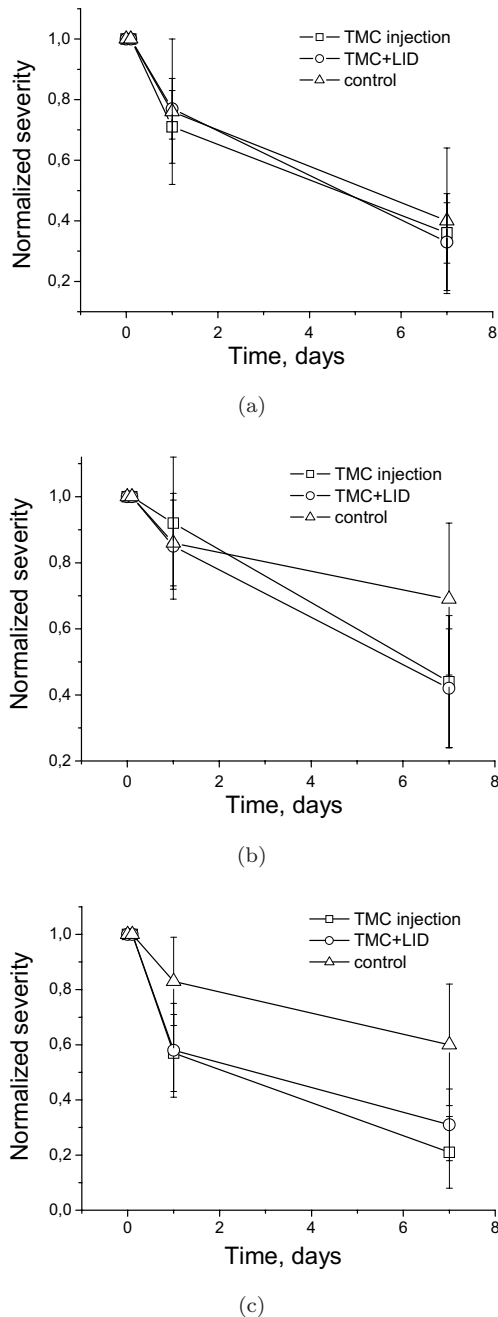 1,0
0,8
0,6
0,4
0,2
Normalized severity
TMC injection
TMC+LID
control
0 2 4 6 8
Time, days
(a)
1,0
0,8
0,6
0,4
0,2
Normalized severity
TMC injection
TMC+LID
control
0 2 4 6 8
Time, days
(b)
1,0
0,8
0,6
0,4
0,2
0,0
Normalized severity
TMC injection
TMC+LID
control
0 2 4 6 8
Time, days
(c)